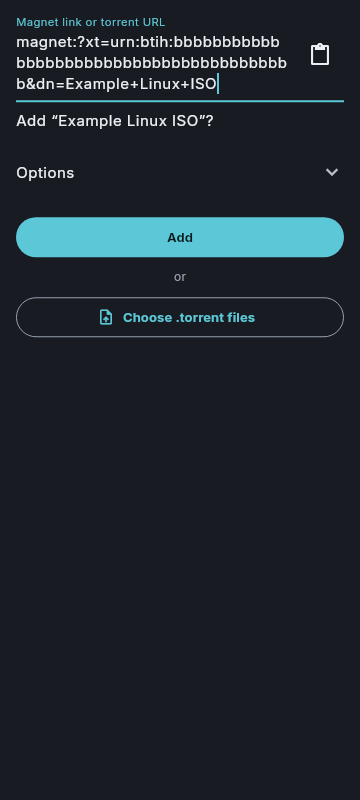 Magnet link or torrent URL
magnet:?xt=urn:btih:bbbbbbbbbbb
bbbbbbbbbbbbbbbbbbbbbbbbbbbb
b&dn=Example+Linux+ISO
Add “Example Linux ISO”?
Options
Add
or
Choose .torrent files